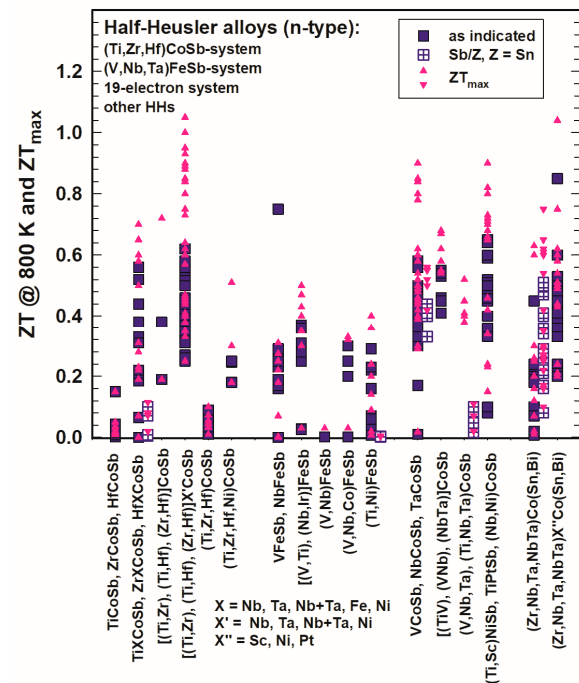 Half-Heusler alloys (n-type):
(Ti,Zr,Hf)CoSb-system
(V,Nb,Ta)FeSb-system
19-electron system
other HHs
as indicated
Sb/Z, Z = Sn
ZTmax
ZT @ 800 K and ZTmax
1.2
1.0
0.8
0.6
0.4
0.2
0.0
TiCoSb, ZrCoSb, HfCoSb
TiXCoSb, ZrXCoSb, HfXCoSb
[(Ti,Zr), (Ti,Hf), (Zr,Hf)]CoSb
[(Ti,Zr), (Ti,Hf), (Zr,Hf)]X'CoSb
(Ti,Zr,Hf)CoSb
(Ti,Zr,Hf,Ni)CoSb
VFeSb, NbFeSb
[(V,Ti), (Nb,Ir)]FeSb
(V,Nb)FeSb
(V,Nb,Co)FeSb
(Ti,Ni)FeSb
VCoSb, NbCoSb, TaCoSb
[(TiV), (VNb), (NbTa)]CoSb
(V,Nb,Ta), (Ti,Nb,Ta)CoSb
(Ti,Sc)NiSb, TiPtSb, (Nb,Ni)CoSb
(Zr,Nb,Ta,NbTa)Co(Sn,Bi)
(Zr,Nb,Ta,NbTa)X"Co(Sn,Bi)
X = Nb, Ta, Nb+Ta, Fe, Ni
X' = Nb, Ta, Nb+Ta, Ni
X" = Sc, Ni, Pt